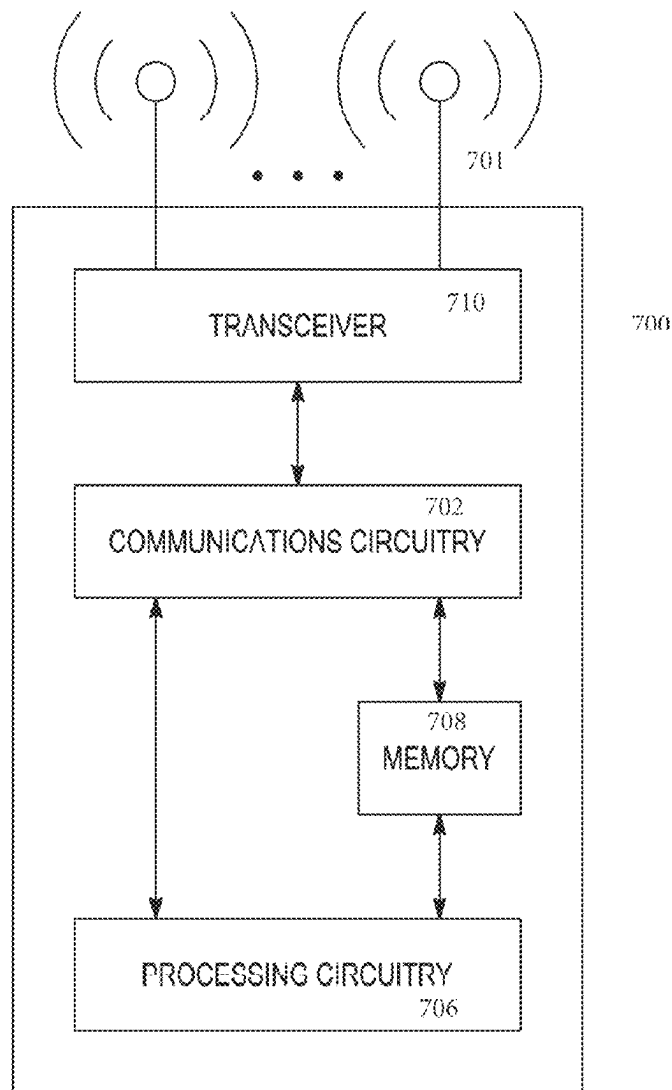 701
710
TRANSCEIVER
700
702
COMMUNICATIONS CIRCUITRY
708
MEMORY
PROCESSING CIRCUITRY
706